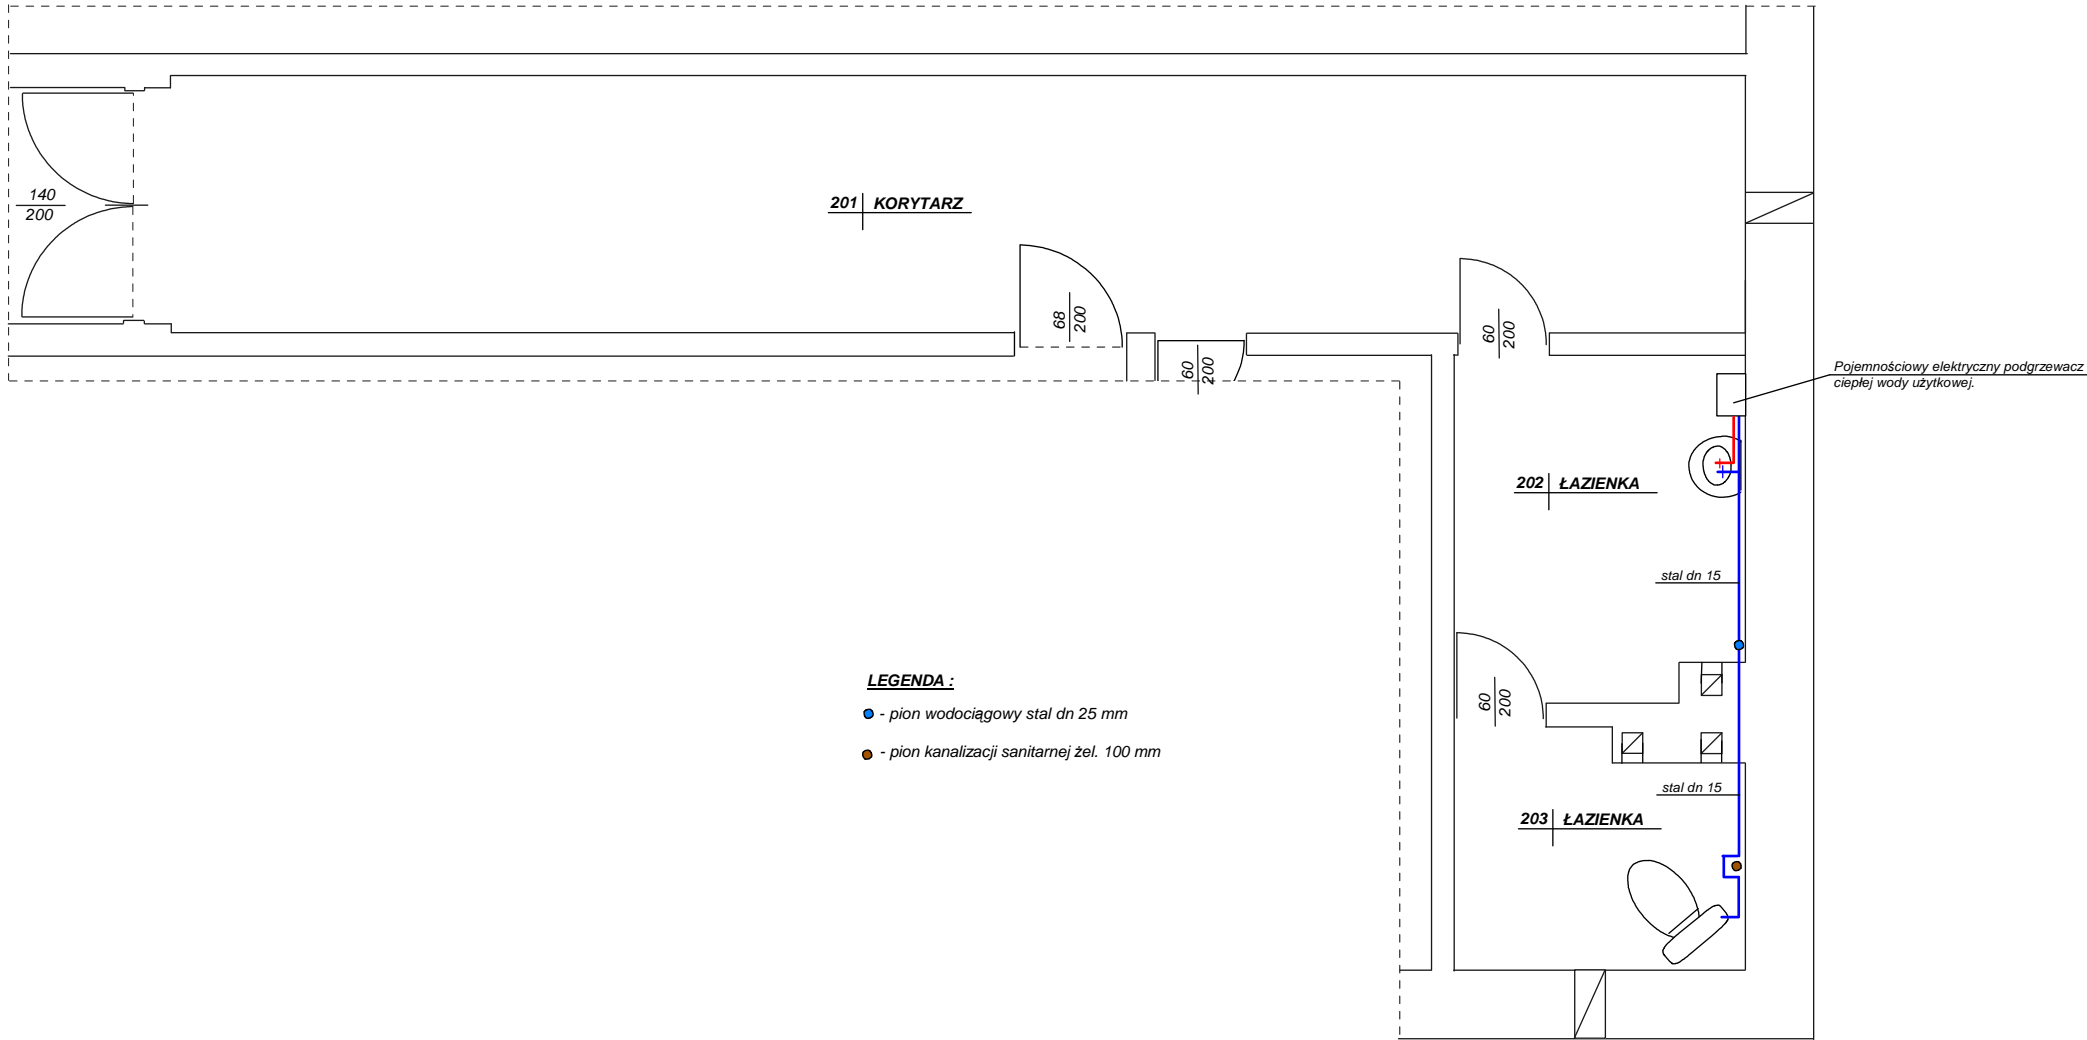 140
200
201 KORYTARZ
68
200
60
200
60
200
Pojemnościowy elektryczny podgrzewacz
ciepłej wody użytkowej.
202 ŁAZIENKA
stal dn 15
LEGENDA :
- pion wodociągowy stal dn 25 mm
- pion kanalizacji sanitarnej żel. 100 mm
60
200
stal dn 15
203 ŁAZIENKA